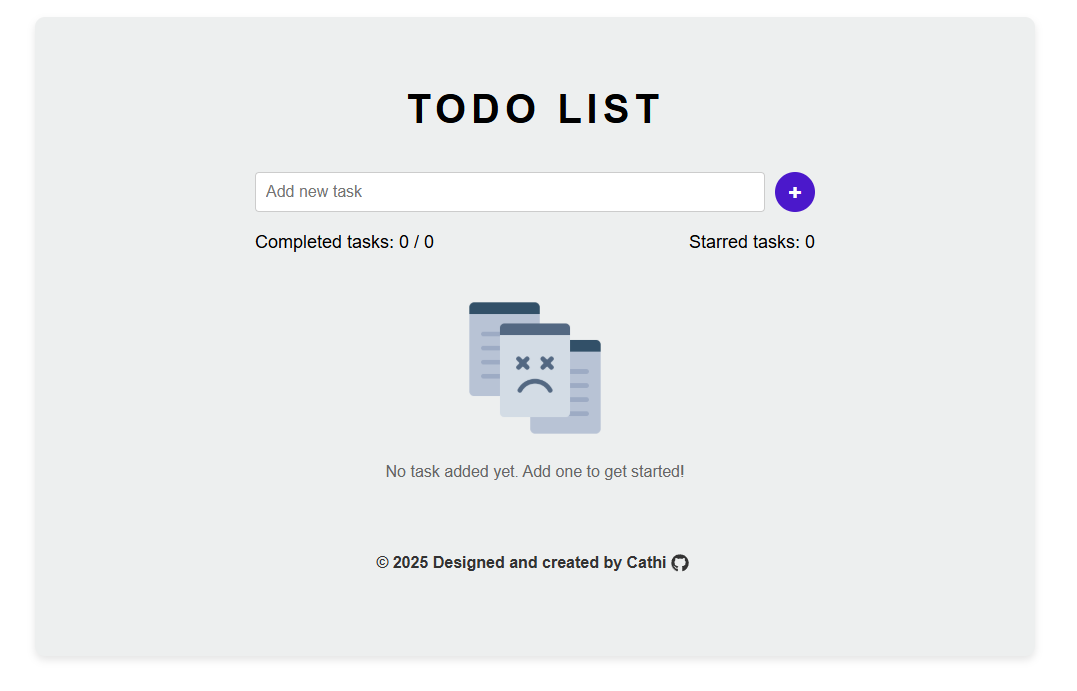 TODO LIST
Add new task
+
Completed tasks: 0 / 0
Starred tasks: 0
No task added yet. Add one to get started!
© 2025 Designed and created by Cathi